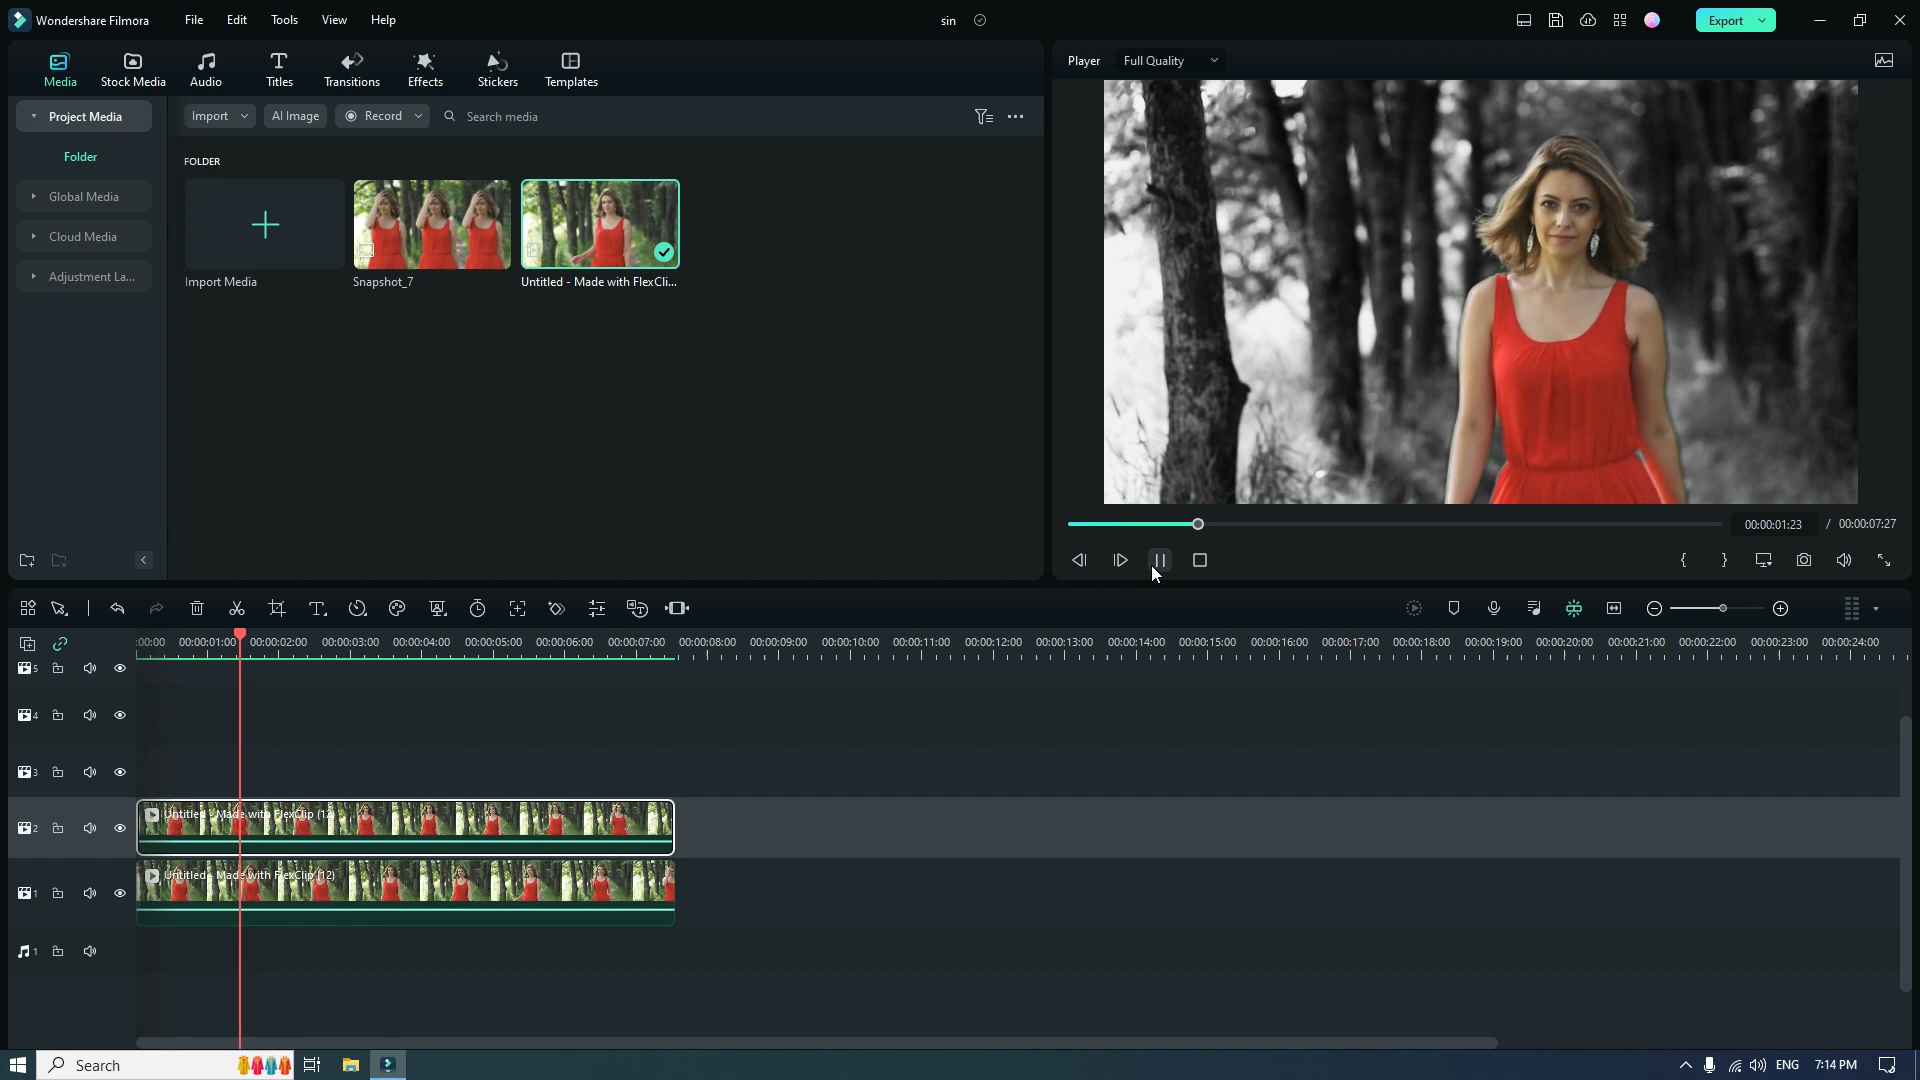 Wondershare Filmora File Edit Tools View Help sin Export
Media Stock Media Audio Titles Transitions Effects Stickers Templates
Player Full Quality
Project Media
Folder
Global Media
Cloud Media
Adjustment La...
Import AI Image Record Search media
FOLDER
Import Media Snapshot_7 Untitled - Made with FlexCli...
00:00:01:23 / 00:00:07:27
{ }
:00:00 00:00:01:00 00:00:02:00 00:00:03:00 00:00:04:00 00:00:05:00 00:00:06:00 00:00:07:00 00:00:08:00 00:00:09:00 00:00:10:00 00:00:11:00 00:00:12:00 00:00:13:00 00:00:14:00 00:00:15:00 00:00:16:00 00:00:17:00 00:00:18:00 00:00:19:00 00:00:20:00 00:00:21:00 00:00:22:00 00:00:23:00 00:00:24:00
5
4
3
2 Untitled - Made with FlexClip (12)
1 Untitled - Made with FlexClip (12)
1
Search ENG 7:14 PM